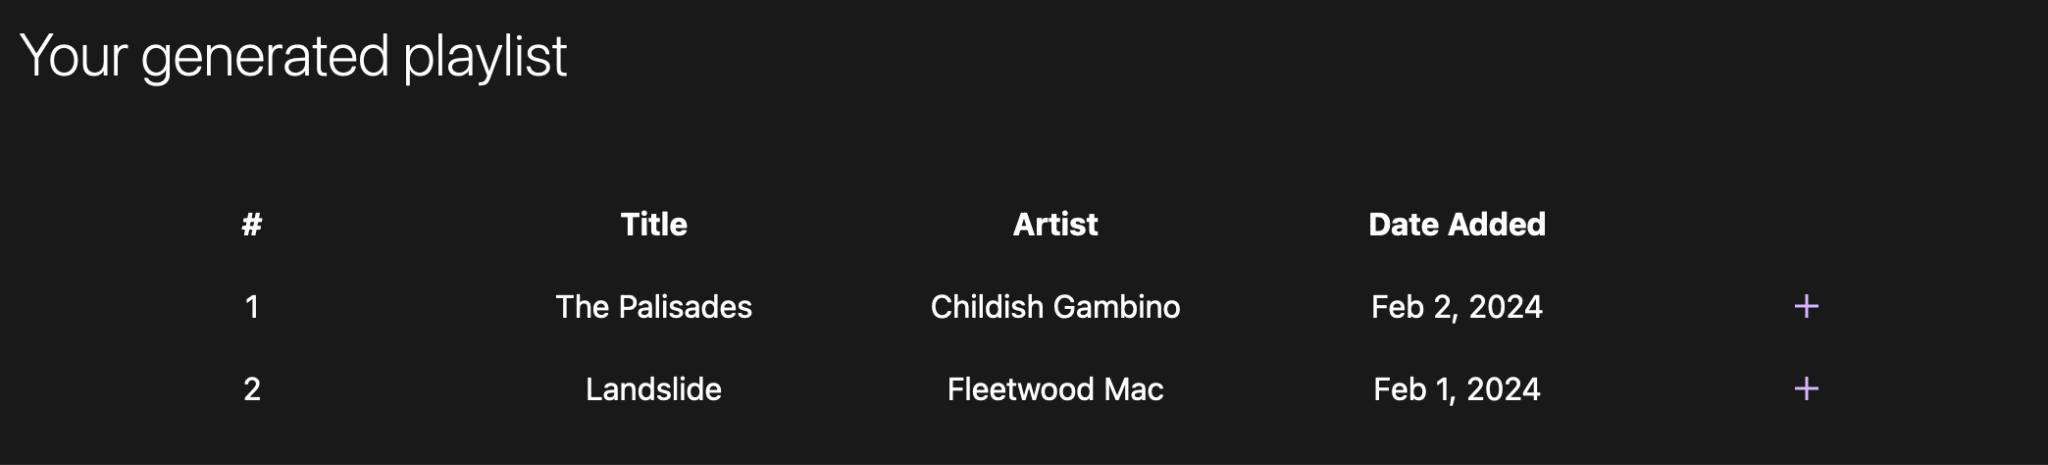 Your generated playlist
# Title Artist Date Added
1 The Palisades Childish Gambino Feb 2, 2024 +
2 Landslide Fleetwood Mac Feb 1, 2024 +